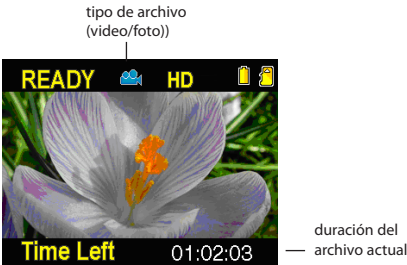 tipo de archivo
(video/foto))
READY HD
Time Left 01:02:03
duración del
archivo actual